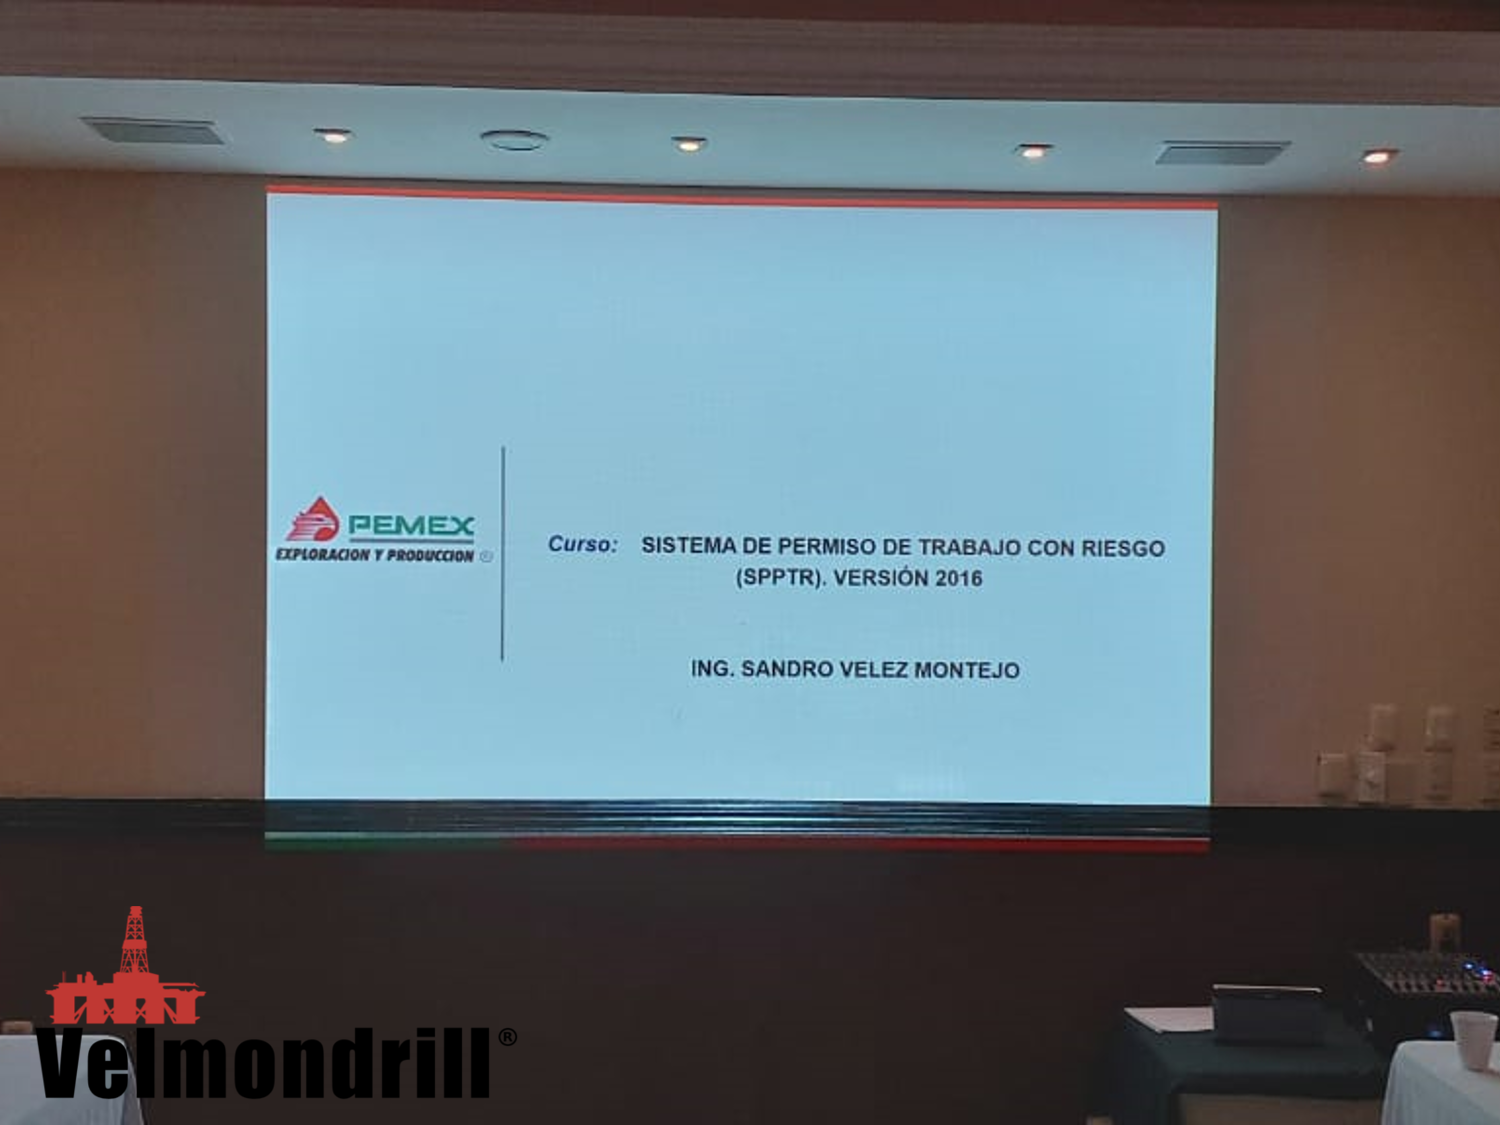 PEMEX
EXPLORACION Y PRODUCCION ®
Curso: SISTEMA DE PERMISO DE TRABAJO CON RIESGO
(SPPTR). VERSIÓN 2016
ING. SANDRO VELEZ MONTEJO
Velmondrill®